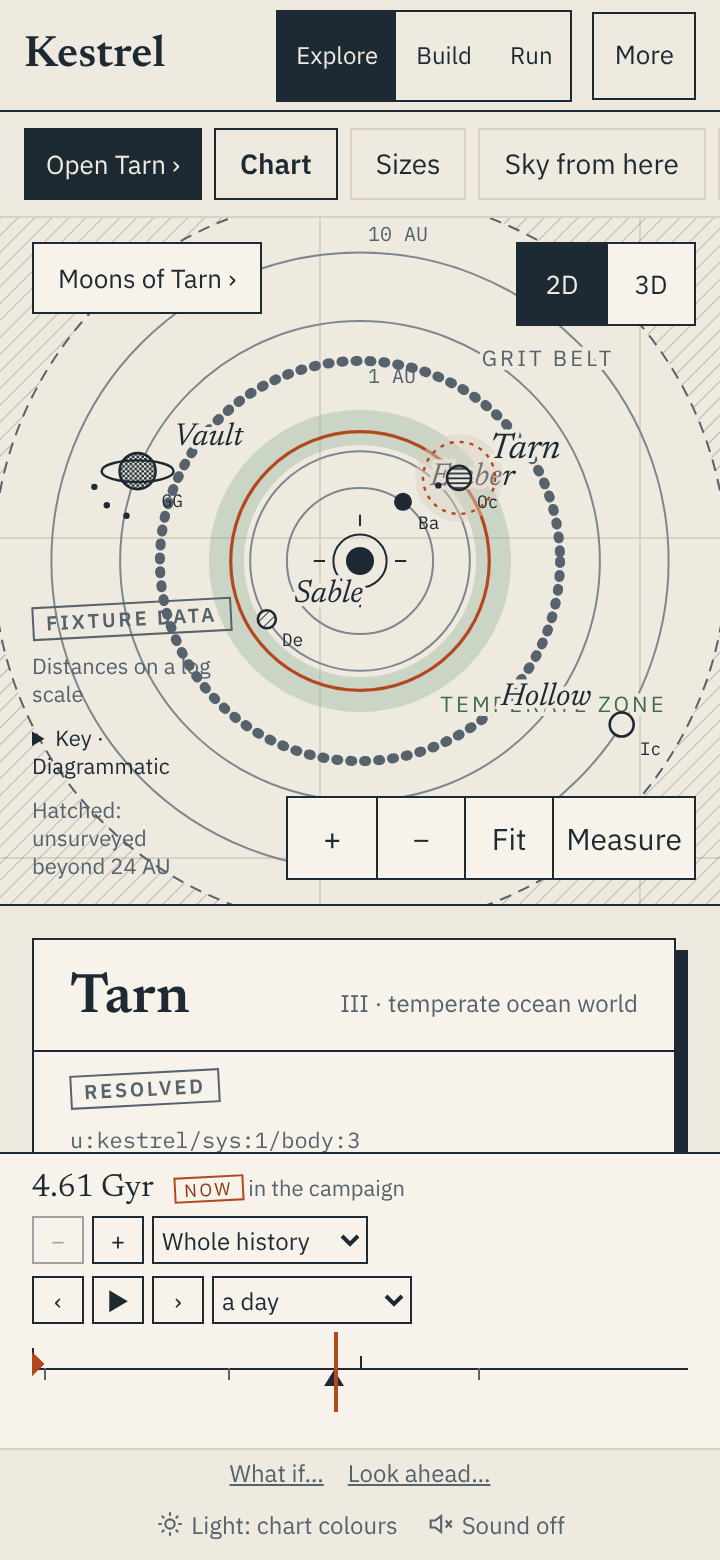 Kestrel
Explore
Build
Run
More
Open Tarn ›
Chart
Sizes
Sky from here
10 AU
Moons of Tarn ›
2D
3D
GRIT BELT
1 AU
Vault
Tarn
Ember
GG
Oc
Ba
Sable
FIXTURE DATA
De
Distances on a log
scale
Hollow
TEMPERATE ZONE
Key ·
Diagrammatic
Ic
Hatched:
unsurveyed
beyond 24 AU
+
−
Fit
Measure
Tarn
III · temperate ocean world
RESOLVED
u:kestrel/sys:1/body:3
4.61 Gyr
NOW in the campaign
−
+
Whole history
‹
›
a day
What if...
Look ahead...
Light: chart colours
Sound off